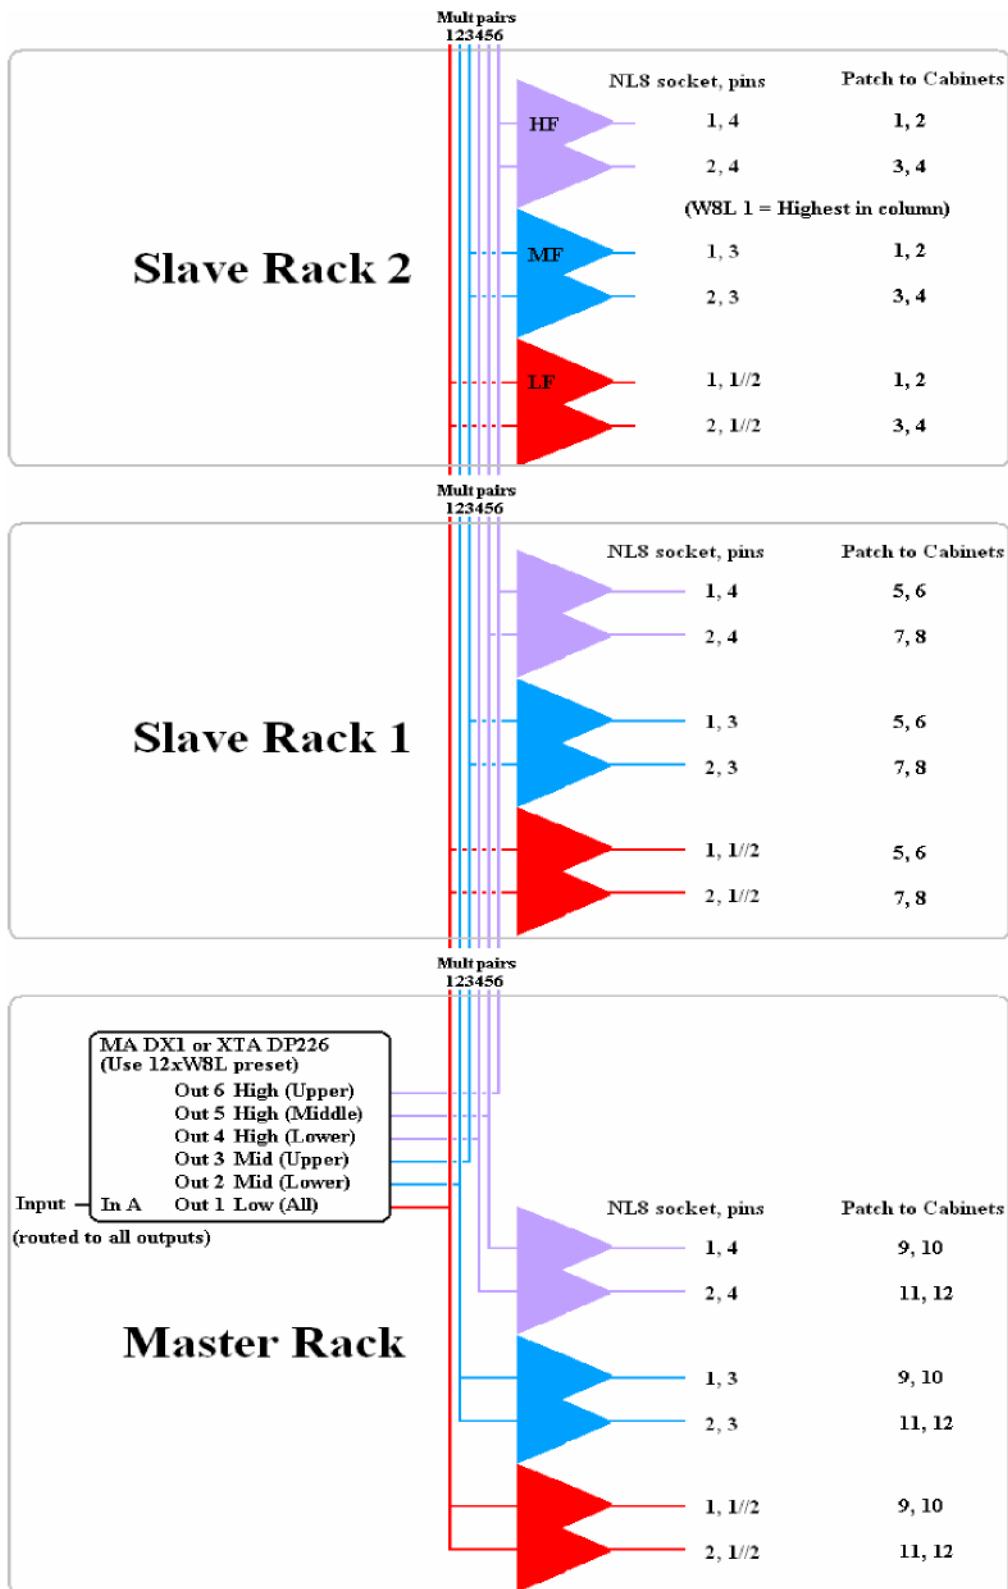 Mult pairs
123456
NL8 socket, pins Patch to Cabinets
HF 1, 4 1, 2
2, 4 3, 4
(W8L 1 = Highest in column)
Slave Rack 2
MF 1, 3 1, 2
2, 3 3, 4
LF 1, 1//2 1, 2
2, 1//2 3, 4
Mult pairs
123456
NL8 socket, pins Patch to Cabinets
1, 4 5, 6
2, 4 7, 8
Slave Rack 1
1, 3 5, 6
2, 3 7, 8
1, 1//2 5, 6
2, 1//2 7, 8
Mult pairs
123456
MA DX1 or XTA DP226
(Use 12xW8L preset)
Out 6 High (Upper)
Out 5 High (Middle)
Out 4 High (Lower)
Out 3 Mid (Upper)
Out 2 Mid (Lower)
Input In A Out 1 Low (All)
(routed to all outputs)
NL8 socket, pins Patch to Cabinets
1, 4 9, 10
2, 4 11, 12
Master Rack
1, 3 9, 10
2, 3 11, 12
1, 1//2 9, 10
2, 1//2 11, 12